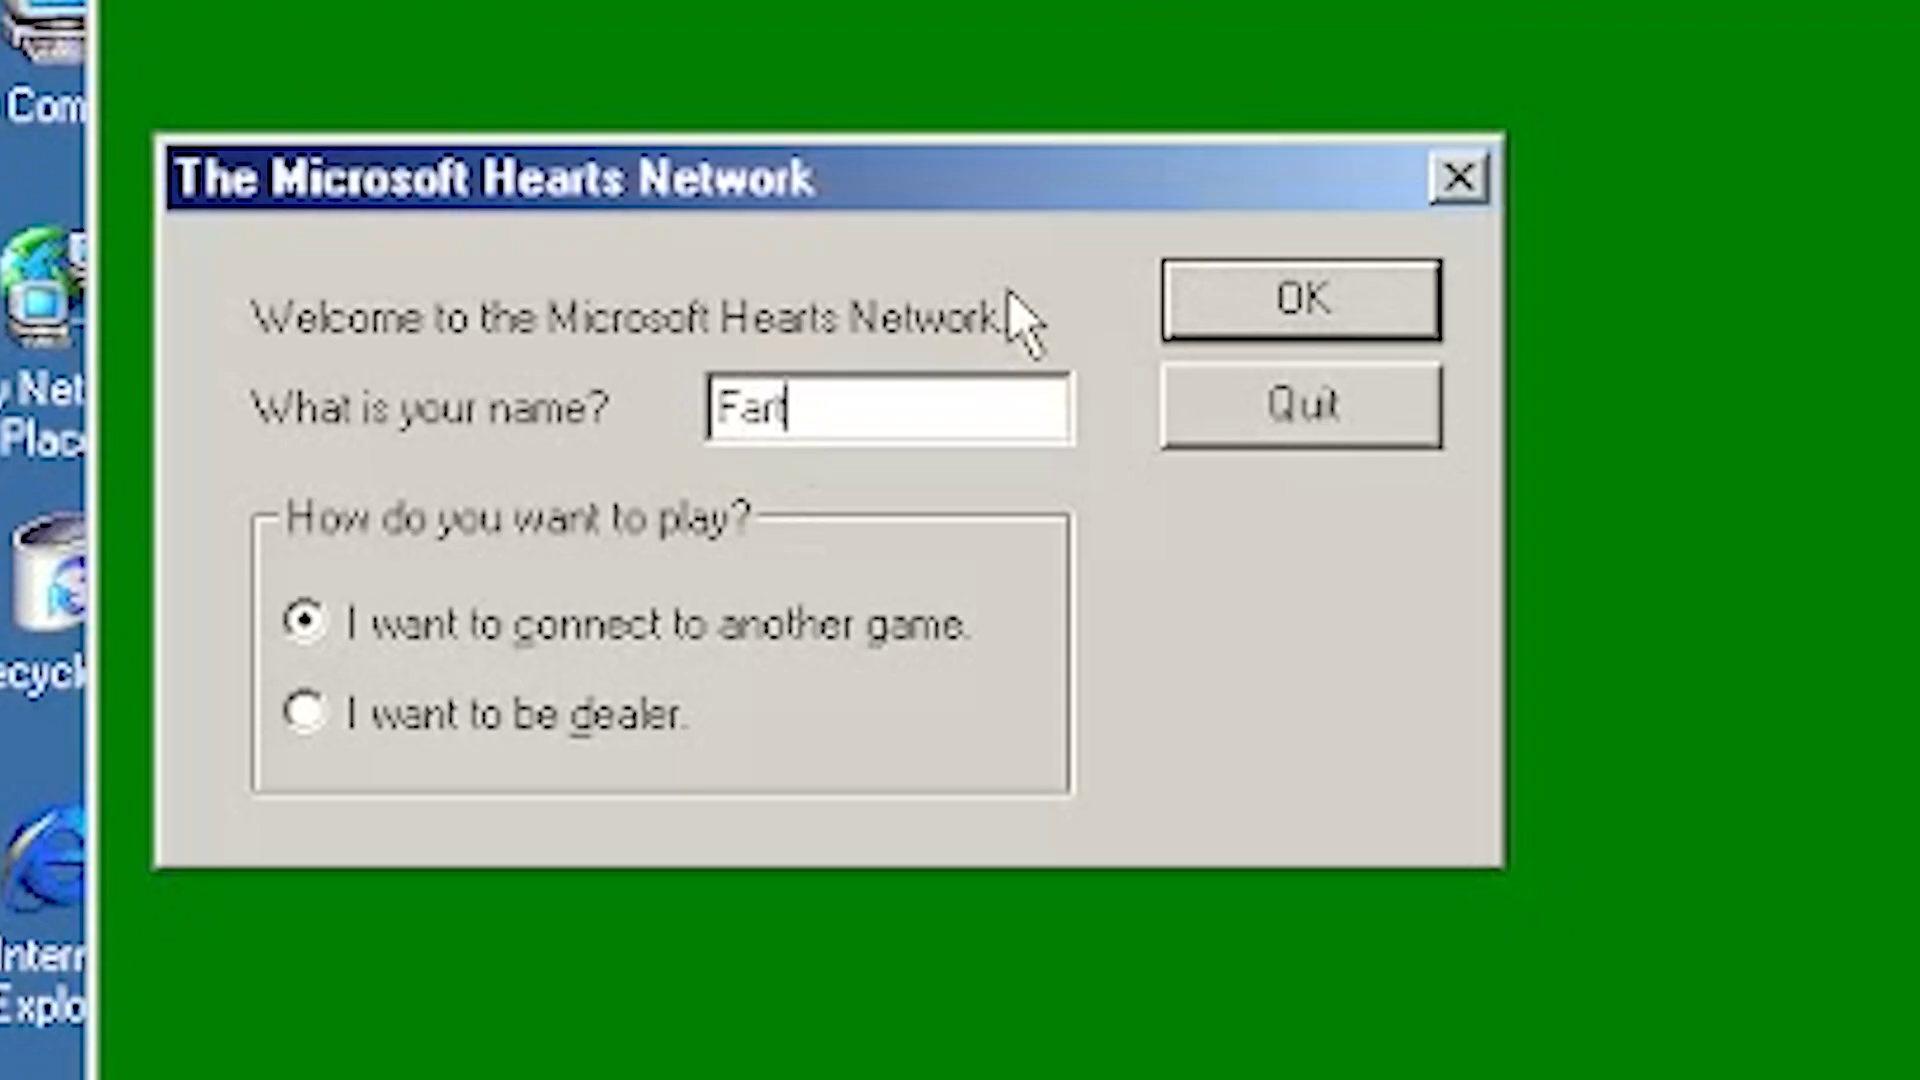 Com
The Microsoft Hearts Network
Welcome to the Microsoft Hearts Network.
OK
What is your name?
Fart
Quit
y Net
Plac
How do you want to play?
I want to connect to another game.
ecycl
I want to be dealer.
Intern
Explo